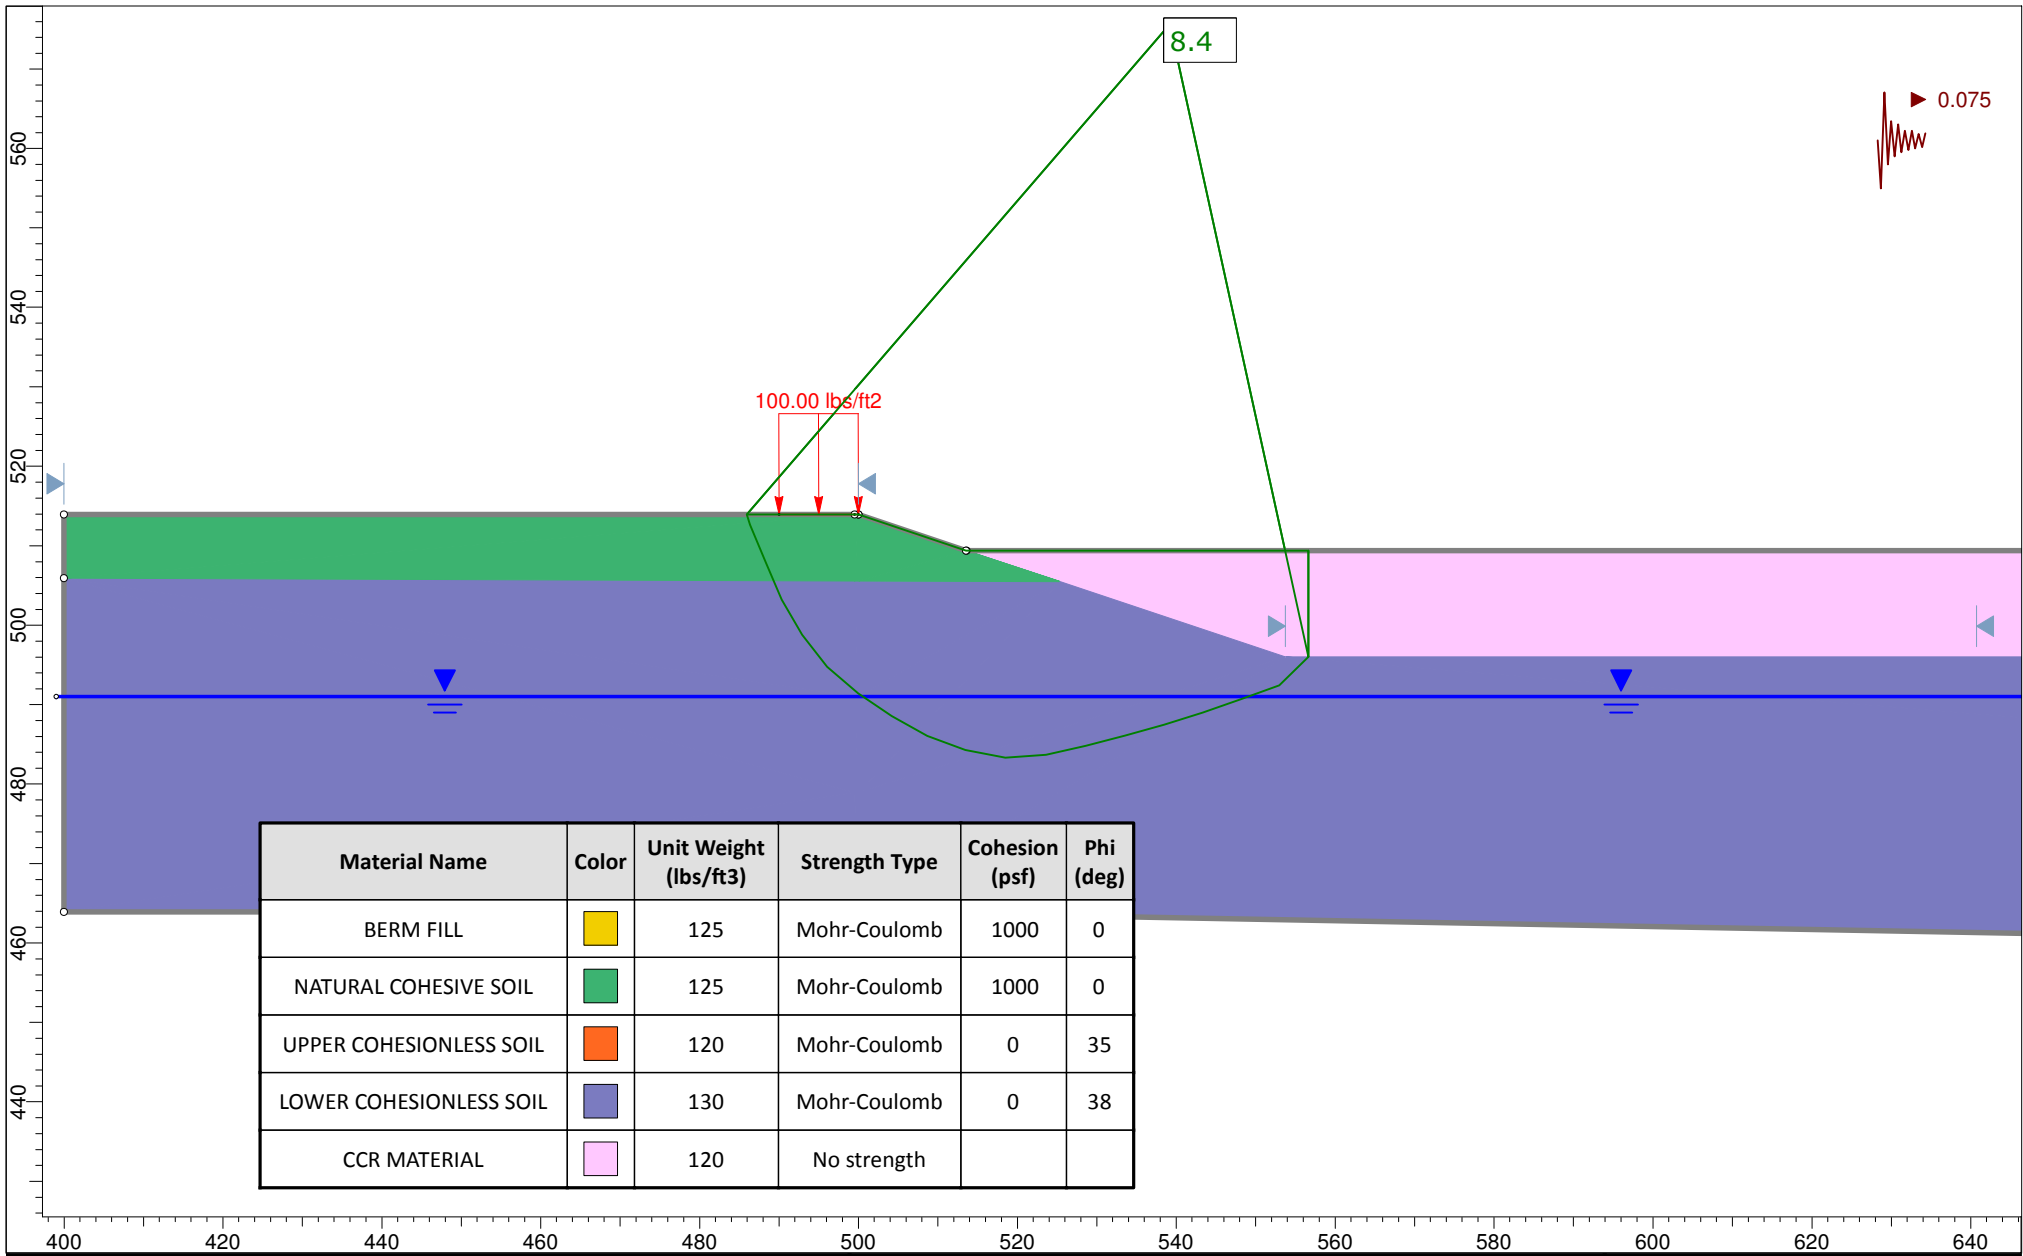 8.4
0.075
100.00 lbs/ft2
560
540
520
500
480
460
440
Material Name Color Unit Weight (lbs/ft3) Strength Type Cohesion (psf) Phi (deg)
BERM FILL 125 Mohr-Coulomb 1000 0
NATURAL COHESIVE SOIL 125 Mohr-Coulomb 1000 0
UPPER COHESIONLESS SOIL 120 Mohr-Coulomb 0 35
LOWER COHESIONLESS SOIL 130 Mohr-Coulomb 0 38
CCR MATERIAL 120 No strength
400 420 440 460 480 500 520 540 560 580 600 620 640